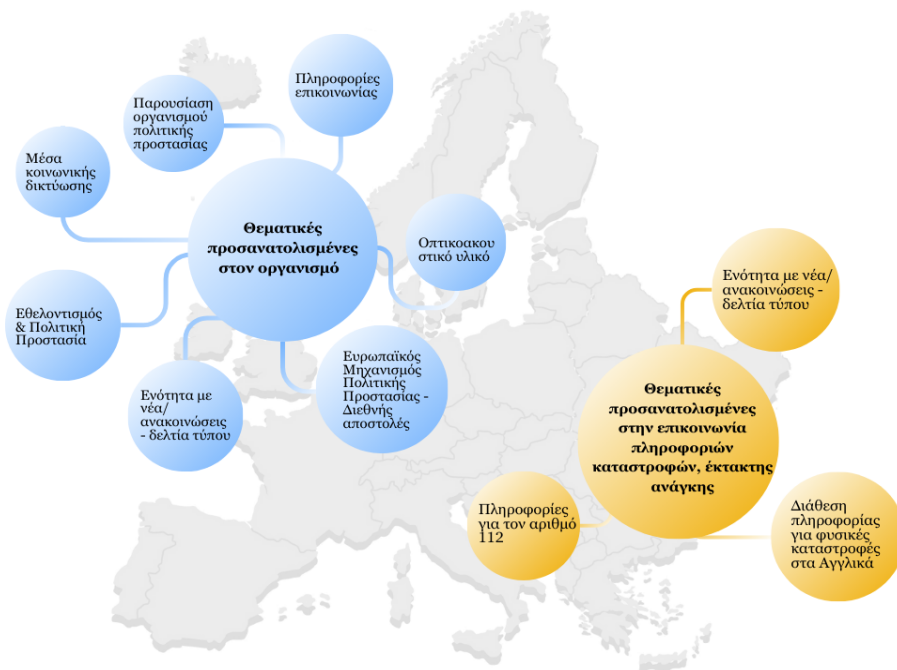 Πληροφορίες
επικοινωνίας
Παρουσίαση
οργανισμού
πολιτικής
προστασίας
Μέσα
κοινωνικής
δικτύωσης
Θεματικές
προσανατολισμένες
στον οργανισμό
Οπτικοακου
στικό υλικό
Εθελοντισμός
& Πολιτική
Προστασία
Ενότητα με
νέα/
ανακοινώσεις
- δελτία τύπου
Ευρωπαϊκός
Μηχανισμός
Πολιτικής
Προστασίας -
Διεθνής
αποστολές
Ενότητα με νέα/
ανακοινώσεις -
δελτία τύπου
Θεματικές
προσανατολισμένες
στην επικοινωνία
πληροφοριών
καταστροφών, έκτακτης
ανάγκης
Πληροφορίες
για τον αριθμό
112
Διάθεση
πληροφορίας
για φυσικές
καταστροφές
στα Αγγλικά